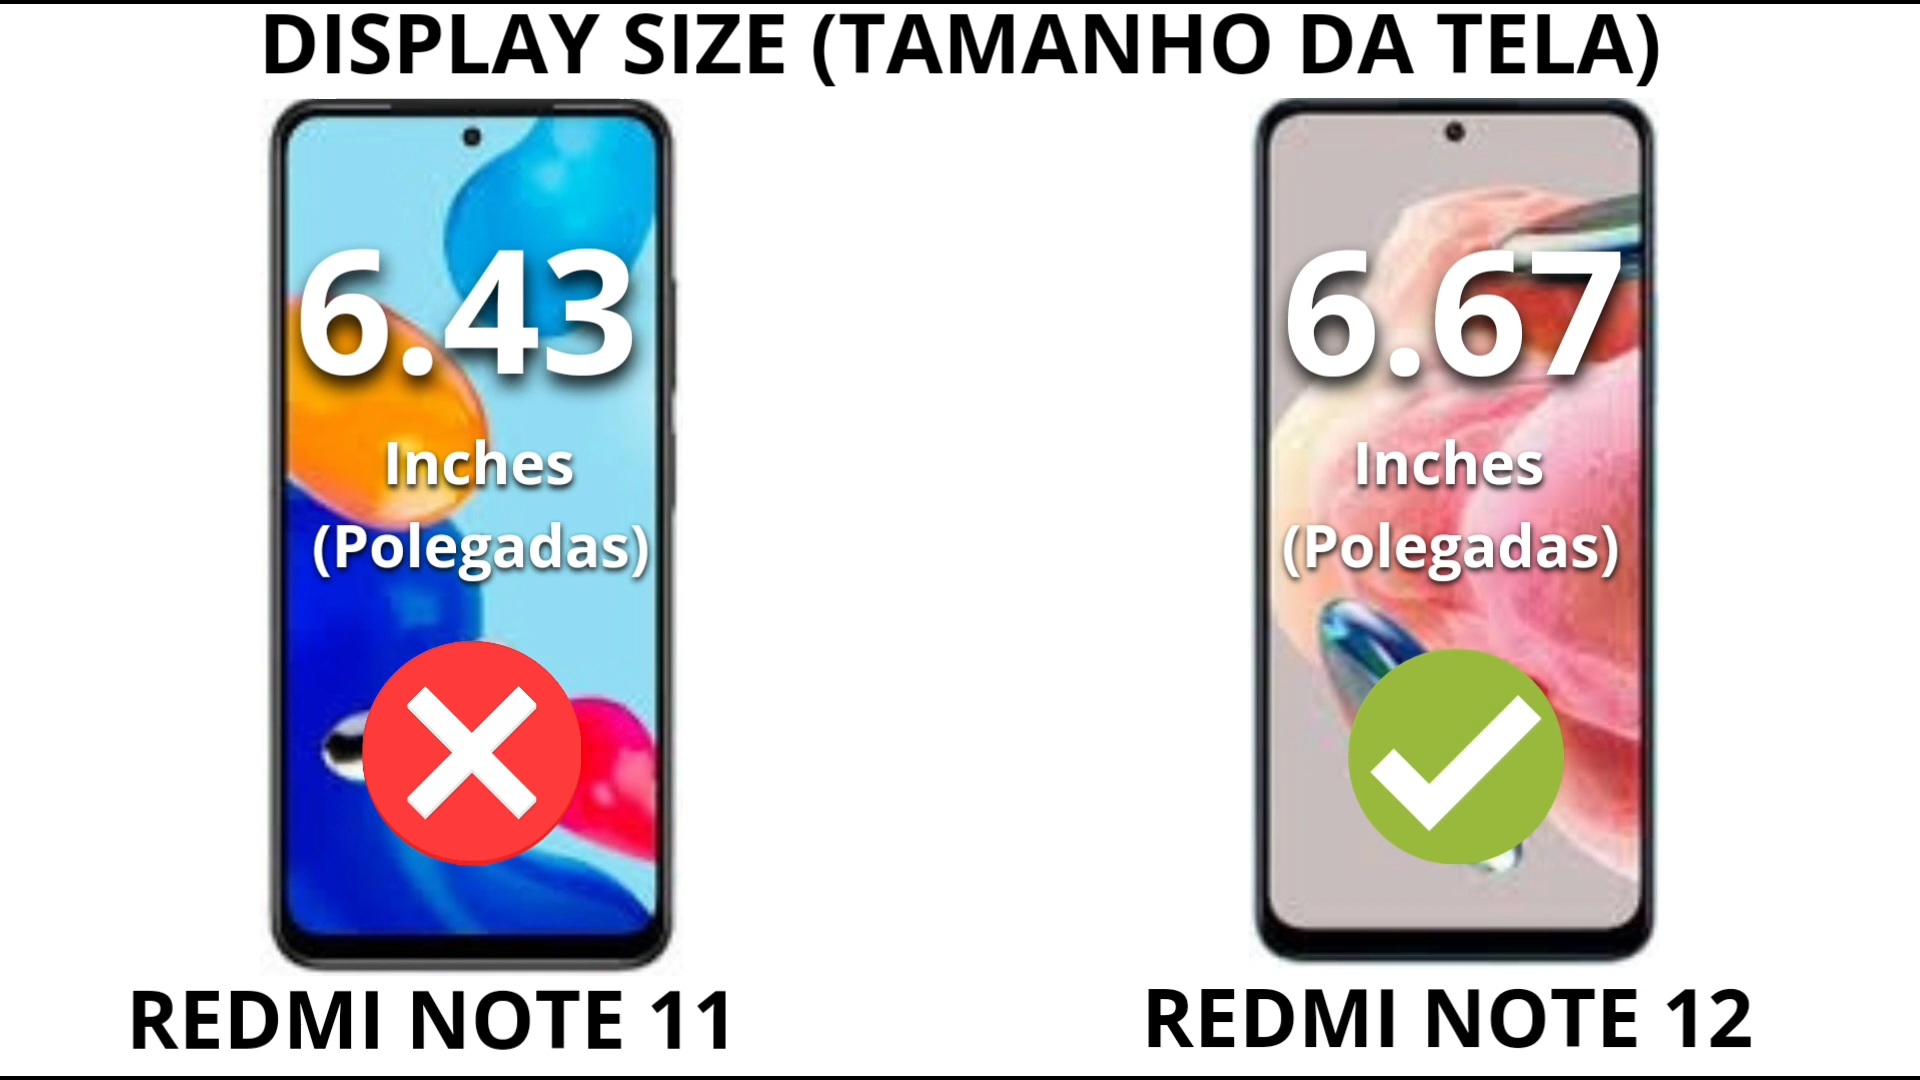 DISPLAY SIZE (TAMANHO DA TELA)
6.43
Inches
(Polegadas)
REDMI NOTE 11
6.67
Inches
(Polegadas)
REDMI NOTE 12